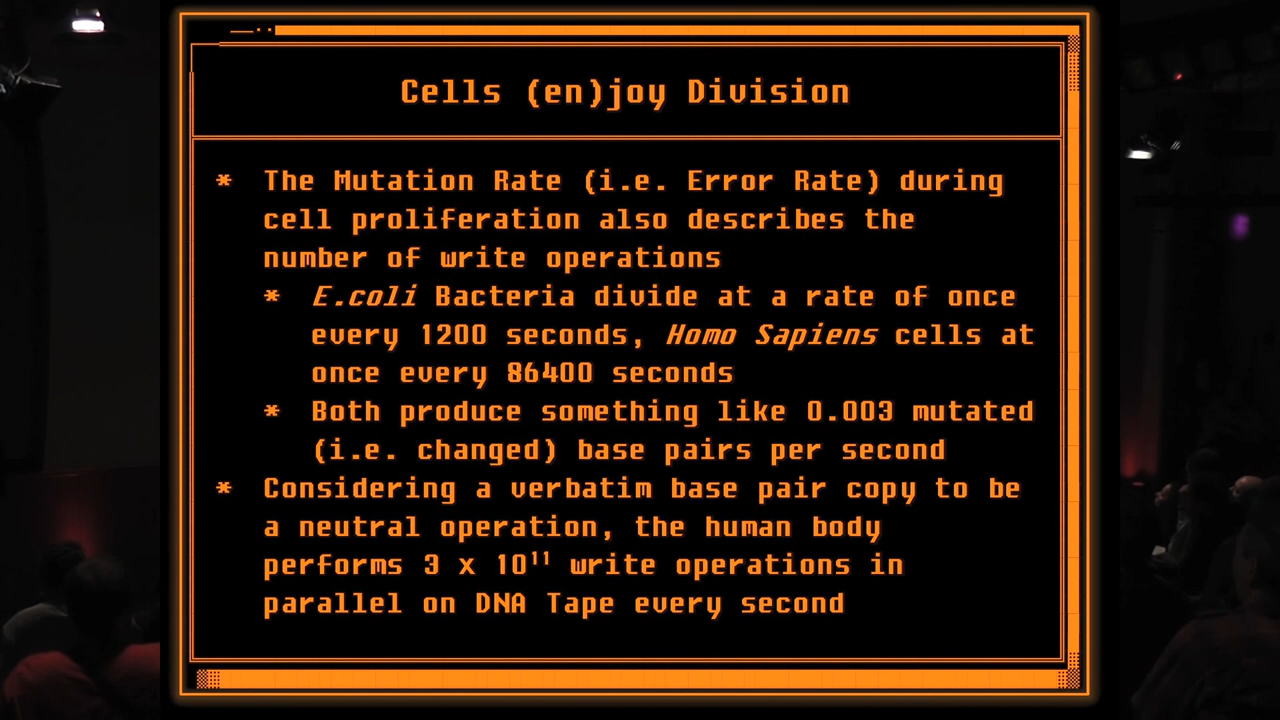 Cells (en)joy Division
* The Mutation Rate (i.e. Error Rate) during
cell proliferation also describes the
number of write operations
* E.coli Bacteria divide at a rate of once
every 1200 seconds, Homo Sapiens cells at
once every 86400 seconds
* Both produce something like 0.003 mutated
(i.e. changed) base pairs per second
* Considering a verbatim base pair copy to be
a neutral operation, the human body
performs 3 x 10¹¹ write operations in
parallel on DNA Tape every second